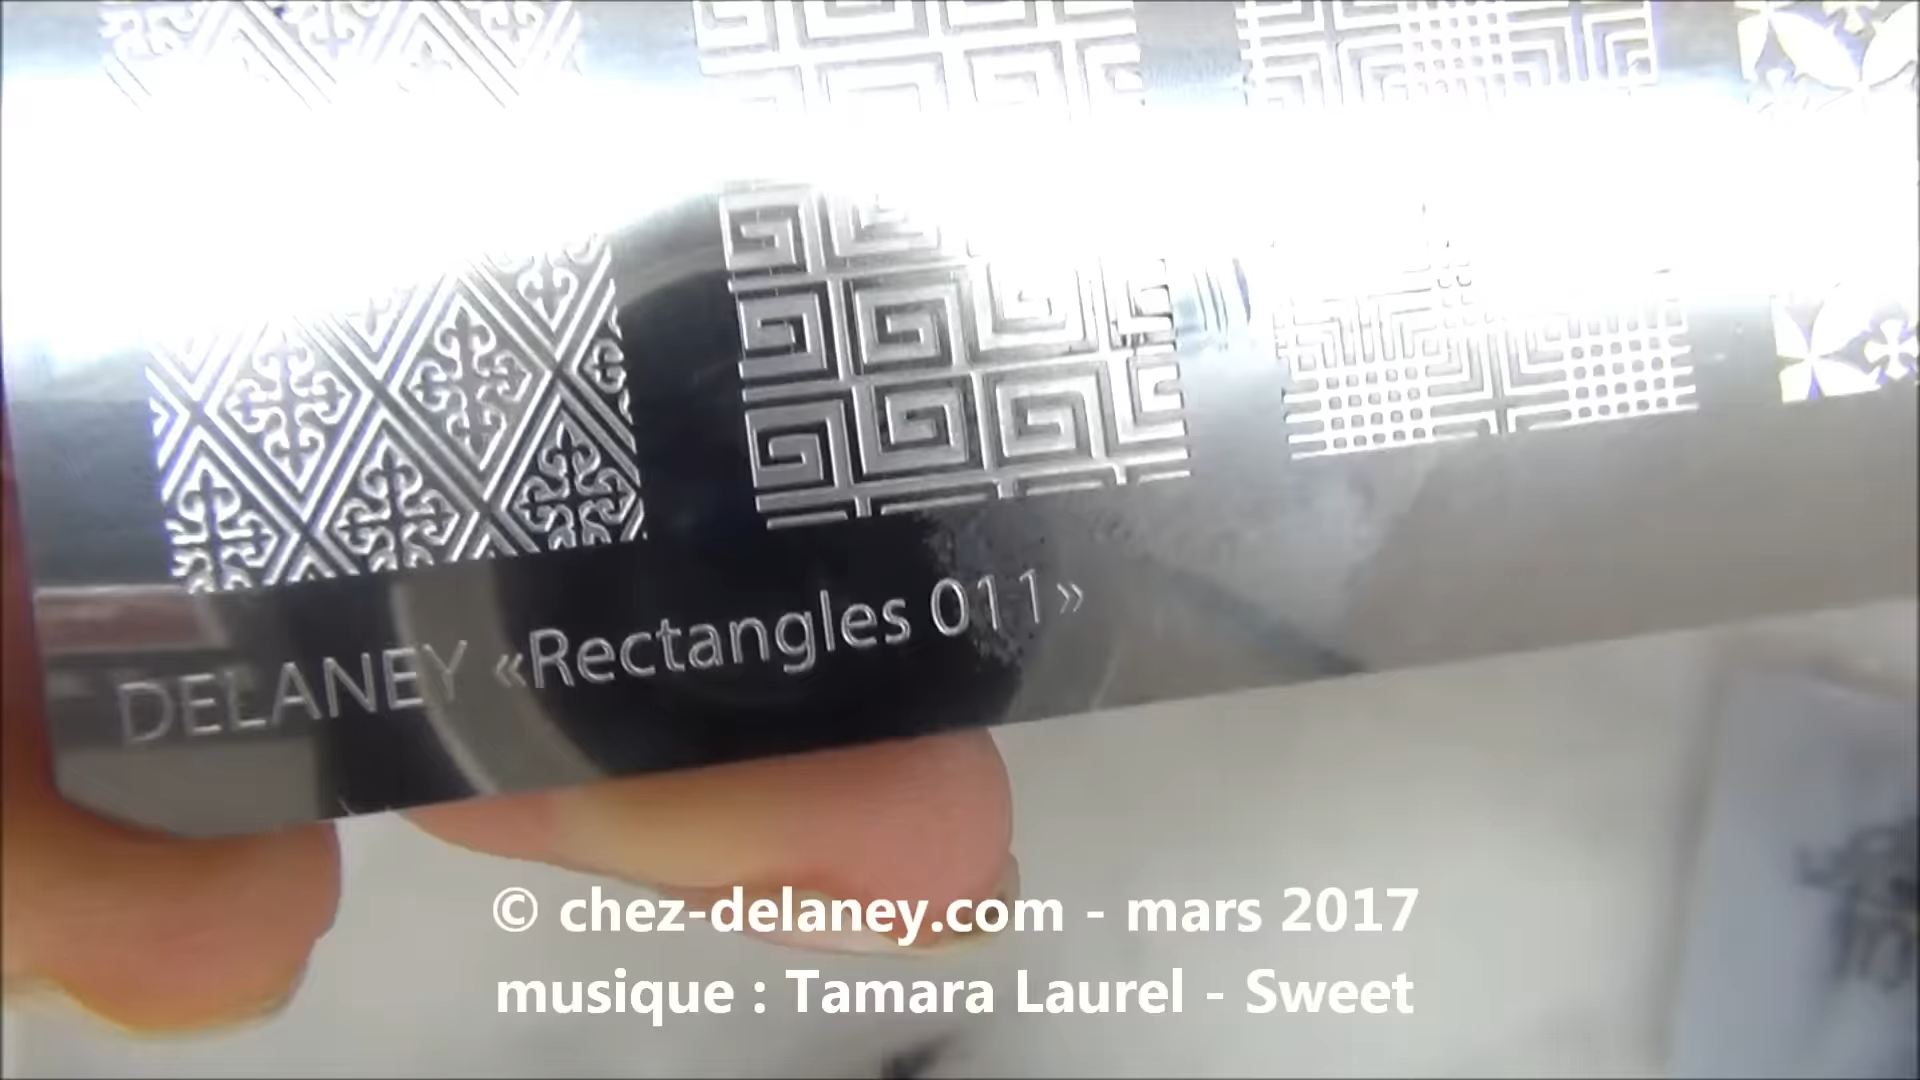 DELANEY «Rectangles 011»
© chez-delaney.com - mars 2017
musique : Tamara Laurel - Sweet